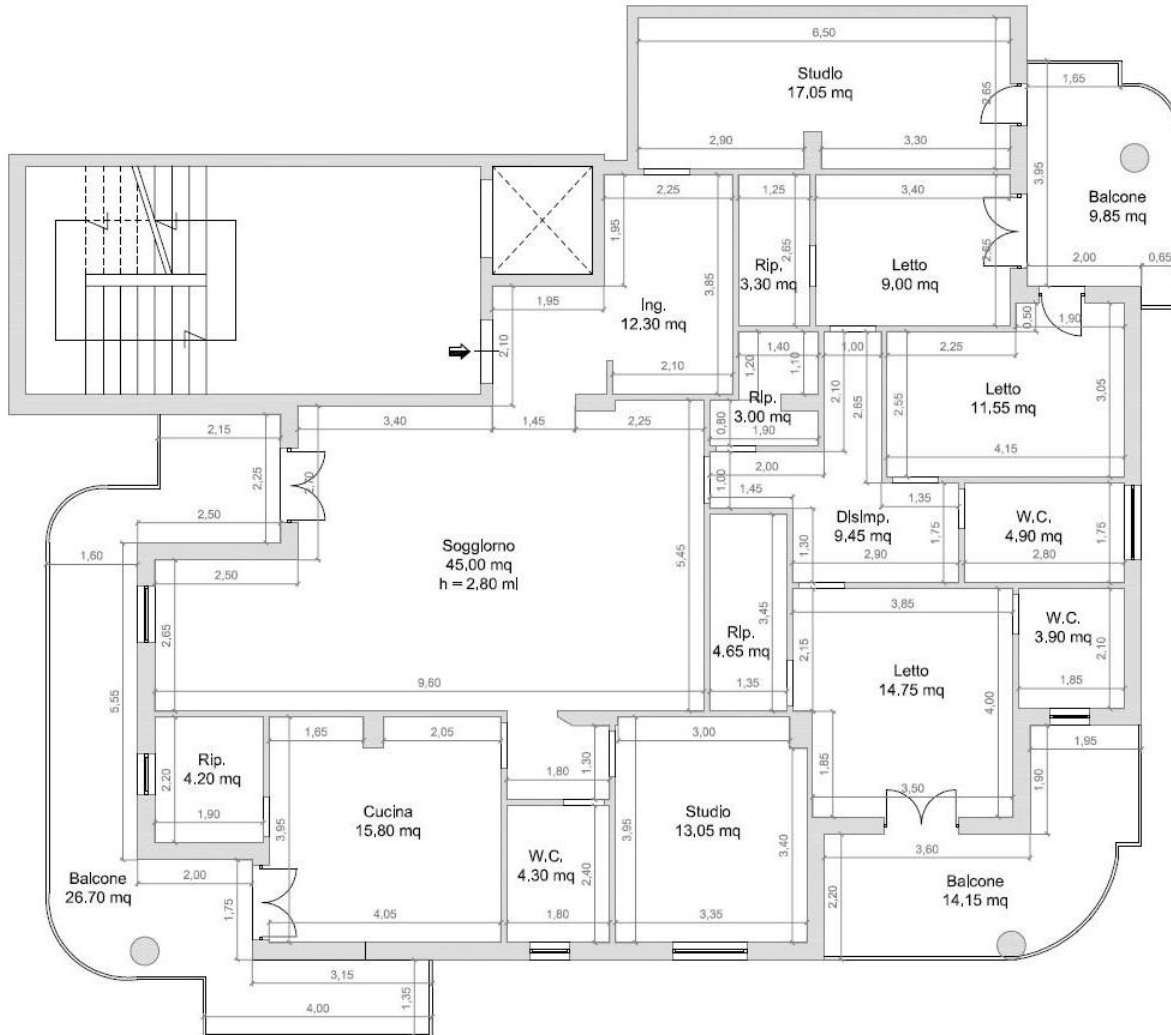 6,50
Studio
17,05 mq
2,65
2,90
3,30
1,65
3,95
Balcone
9,85 mq
2,00
0,65
2,25
1,95
1,25
2,65
Rip.
3,30 mq
3,40
2,65
Letto
9,00 mq
1,95
Ing.
12.30 mq
3,85
2,10
2,10
1,40
1,20
1,10
Rip.
3.00 mq
0,80
1,90
1,00
2,10
2,65
0,50
1,90
2,25
Letto
11.55 mq
2,55
3,05
4,15
2,15
2,25
2,50
3,40
1,45
2,25
2,70
1,00
2,00
1,45
1,35
Disimp.
9,45 mq
1,75
1,30
2,90
W.C.
4,90 mq
1,75
2,80
1,60
2,50
Soggiorno
45,00 mq
h = 2,80 ml
5,45
2,65
9,60
5,55
3,45
Rip.
4.65 mq
1,35
3,85
2,15
Letto
14.75 mq
4,00
1,85
3,50
W.C.
3.90 mq
2,10
1,85
1,95
1,90
Rip.
4.20 mq
2,20
1,90
1,65
2,05
Cucina
15.80 mq
3,95
4,05
1,30
1,80
W.C.
4.30 mq
2,40
1,80
3,00
Studio
13,05 mq
3,95
3,40
3,35
3,60
2,20
Balcone
14,15 mq
Balcone
26.70 mq
2,00
1,75
3,15
1,35
4,00